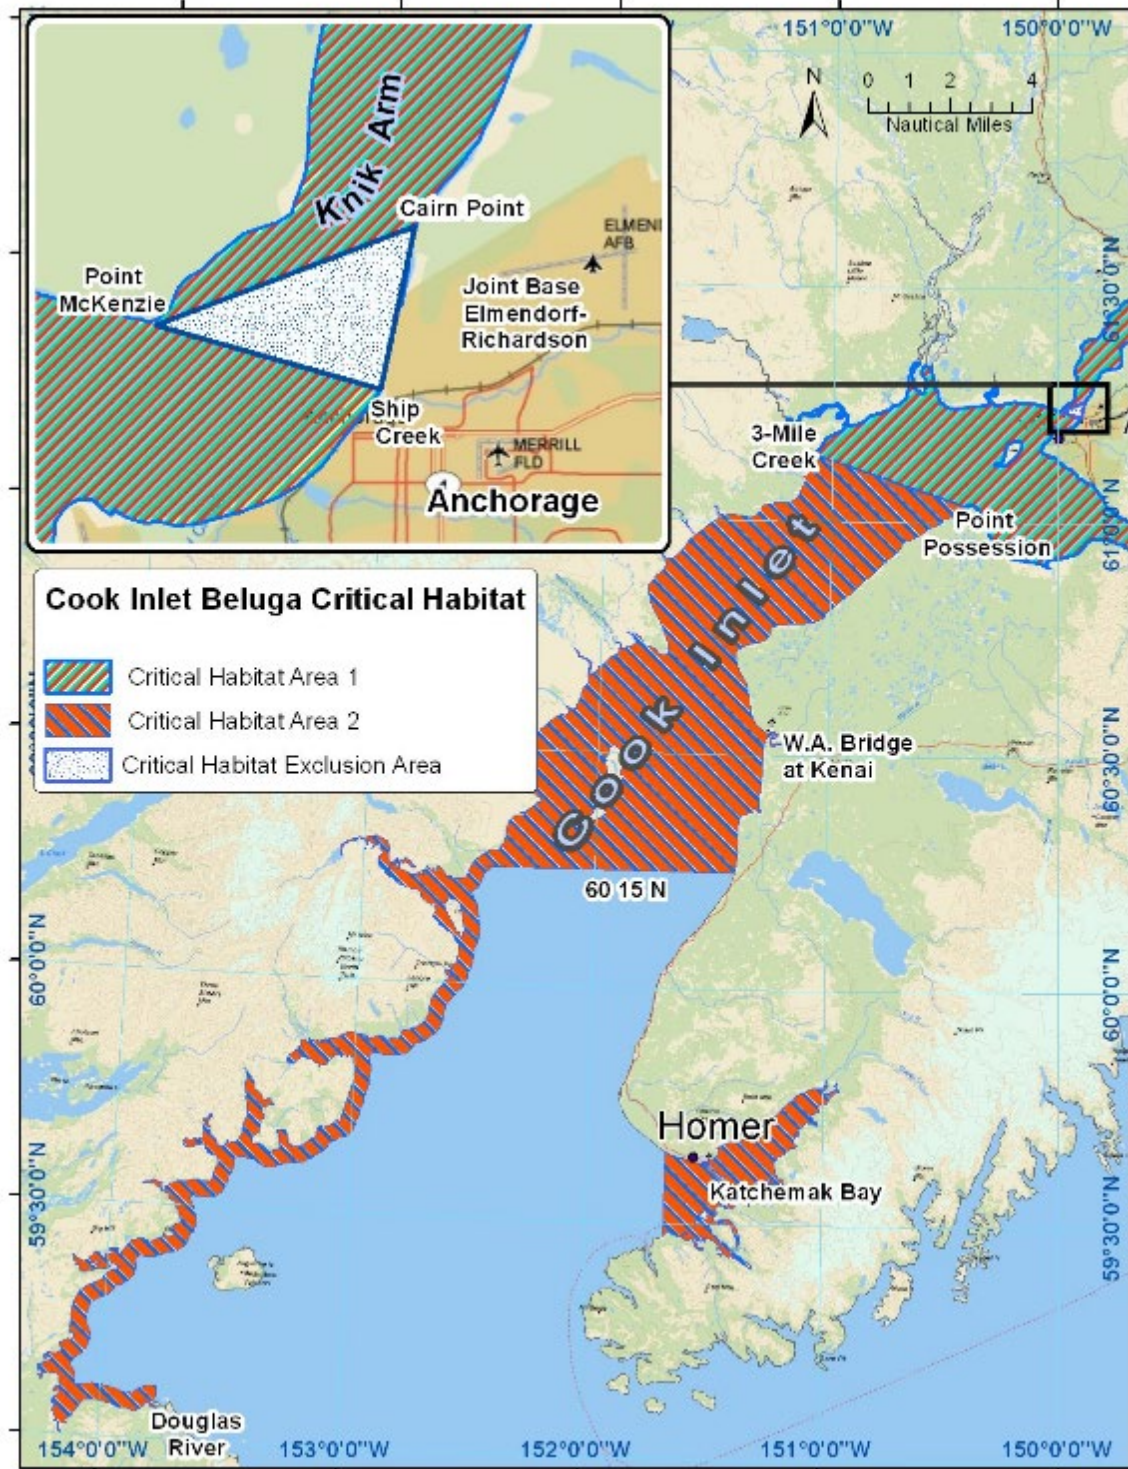 151°0'0"W
150°0'0"W
N
0 1 2 4
Nautical Miles
Knik Arm
Cairn Point
ELMEN
AFB
Point
McKenzie
Joint Base
Elmendorf-
Richardson
Ship
Creek
MERRILL
FLD
Anchorage
61°30'0"N
3-Mile
Creek
Point
Possession
61°0'0"N
Cook Inlet
Cook Inlet Beluga Critical Habitat
Critical Habitat Area 1
Critical Habitat Area 2
Critical Habitat Exclusion Area
W.A. Bridge
at Kenai
60°30'0"N
60 15 N
60°0'0"N
60°0'0"N
Homer
Katchemak Bay
59°30'0"N
59°30'0"N
Douglas
River
154°0'0"W
153°0'0"W
152°0'0"W
151°0'0"W
150°0'0"W